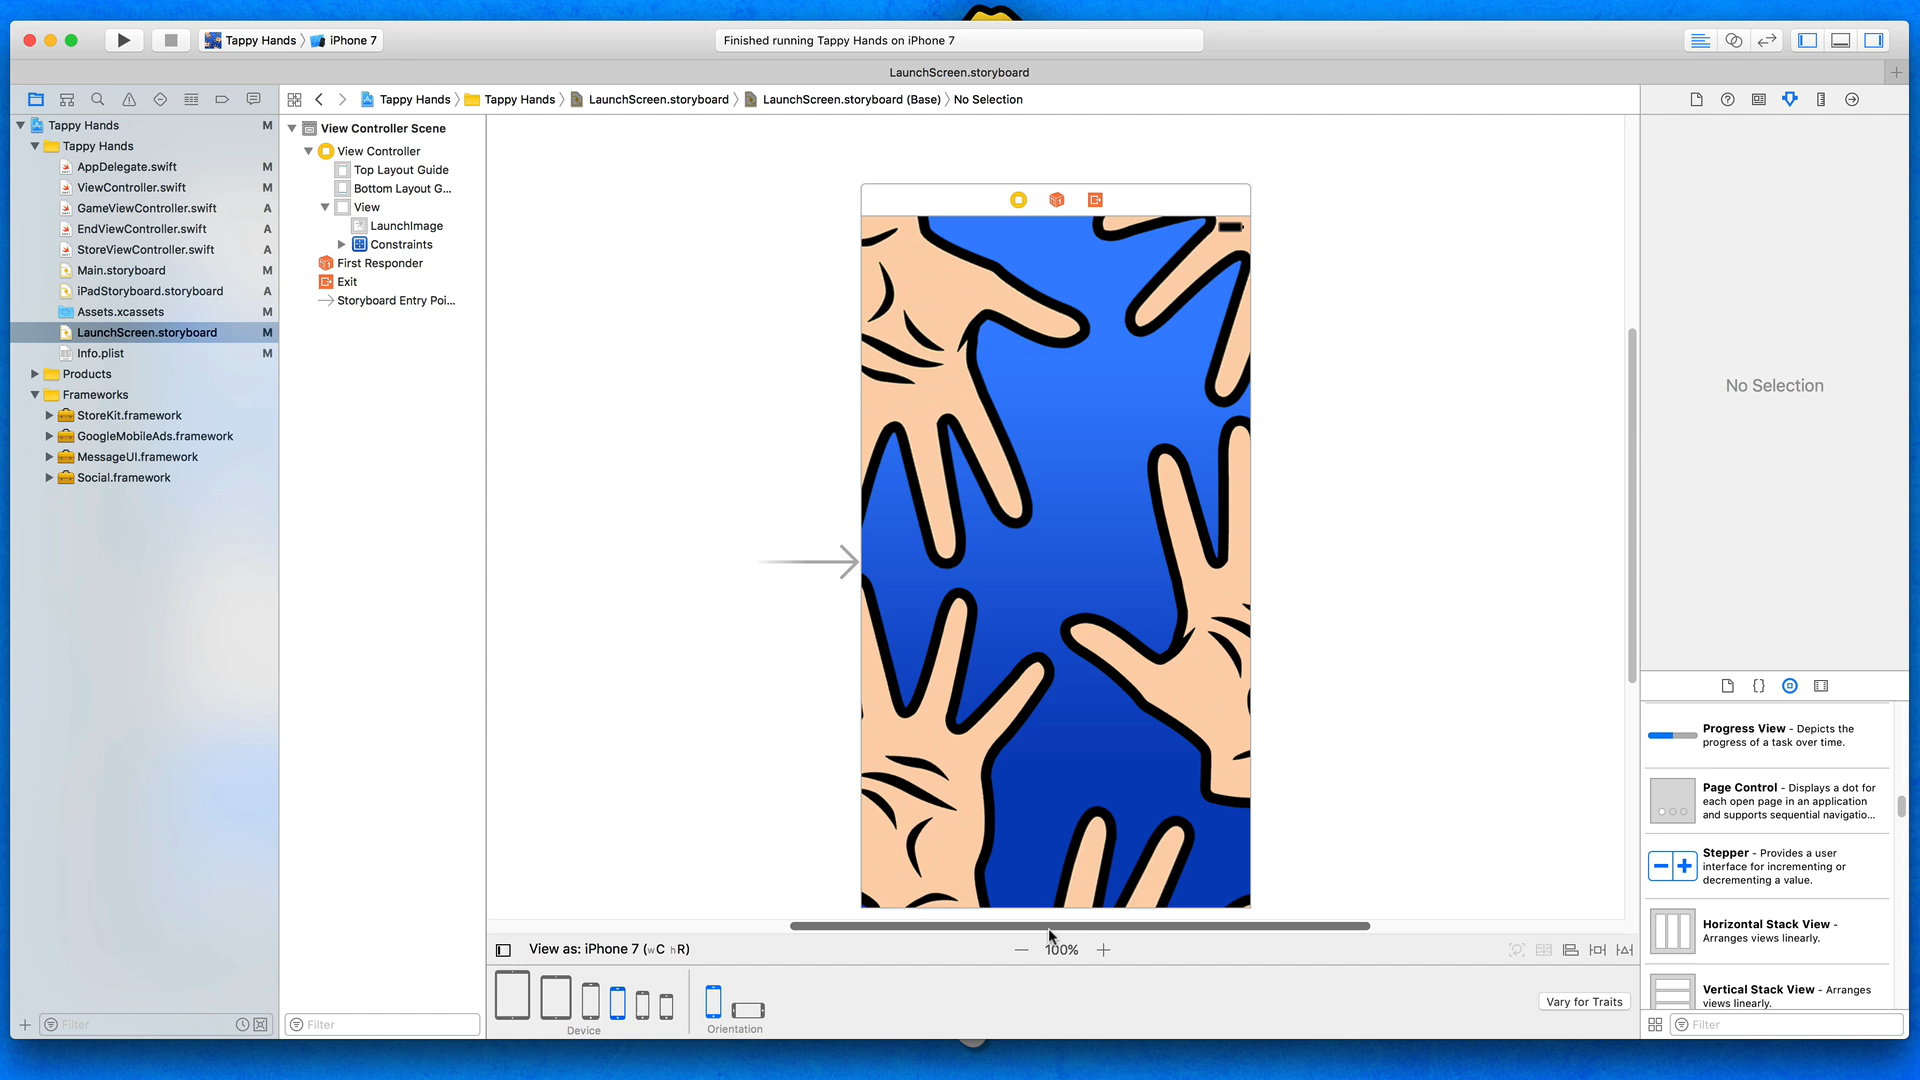 Tappy Hands
iPhone 7
Finished running Tappy Hands on iPhone 7
LaunchScreen.storyboard
Tappy Hands
Tappy Hands
LaunchScreen.storyboard
LaunchScreen.storyboard (Base)
No Selection
Tappy Hands M
Tappy Hands
AppDelegate.swift M
ViewController.swift M
GameViewController.swift A
EndViewController.swift A
StoreViewController.swift A
Main.storyboard M
iPadStoryboard.storyboard A
Assets.xcassets M
LaunchScreen.storyboard M
Info.plist M
Products
Frameworks
StoreKit.framework
GoogleMobileAds.framework
MessageUI.framework
Social.framework
Filter
View Controller Scene
View Controller
Top Layout Guide
Bottom Layout G...
View
LaunchImage
Constraints
First Responder
Exit
Storyboard Entry Poi...
Filter
View as: iPhone 7 (wC hR)
100%
Device
Orientation
Vary for Traits
No Selection
Progress View - Depicts the
progress of a task over time.
Page Control - Displays a dot for
each open page in an application
and supports sequential navigatio...
Stepper - Provides a user
interface for incrementing or
decrementing a value.
Horizontal Stack View -
Arranges views linearly.
Vertical Stack View - Arranges
views linearly.
Filter